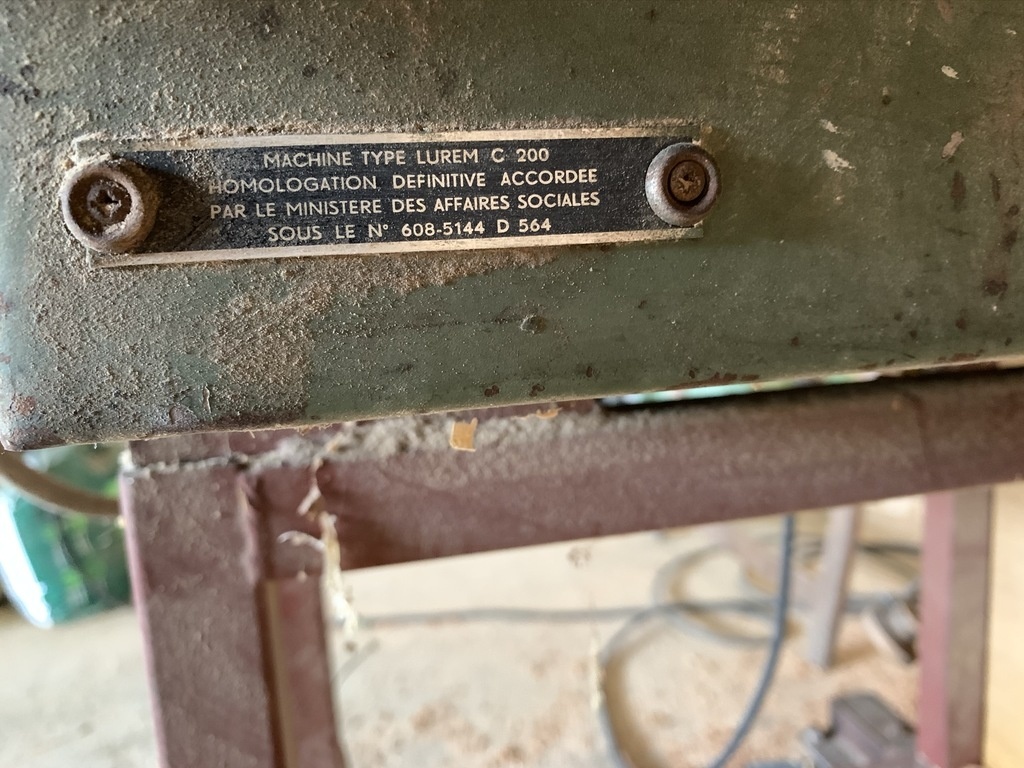 MACHINE TYPE LUREM C 200
HOMOLOGATION DEFINITIVE ACCORDEE
PAR LE MINISTERE DES AFFAIRES SOCIALES
SOUS LE N° 608-5144 D 564